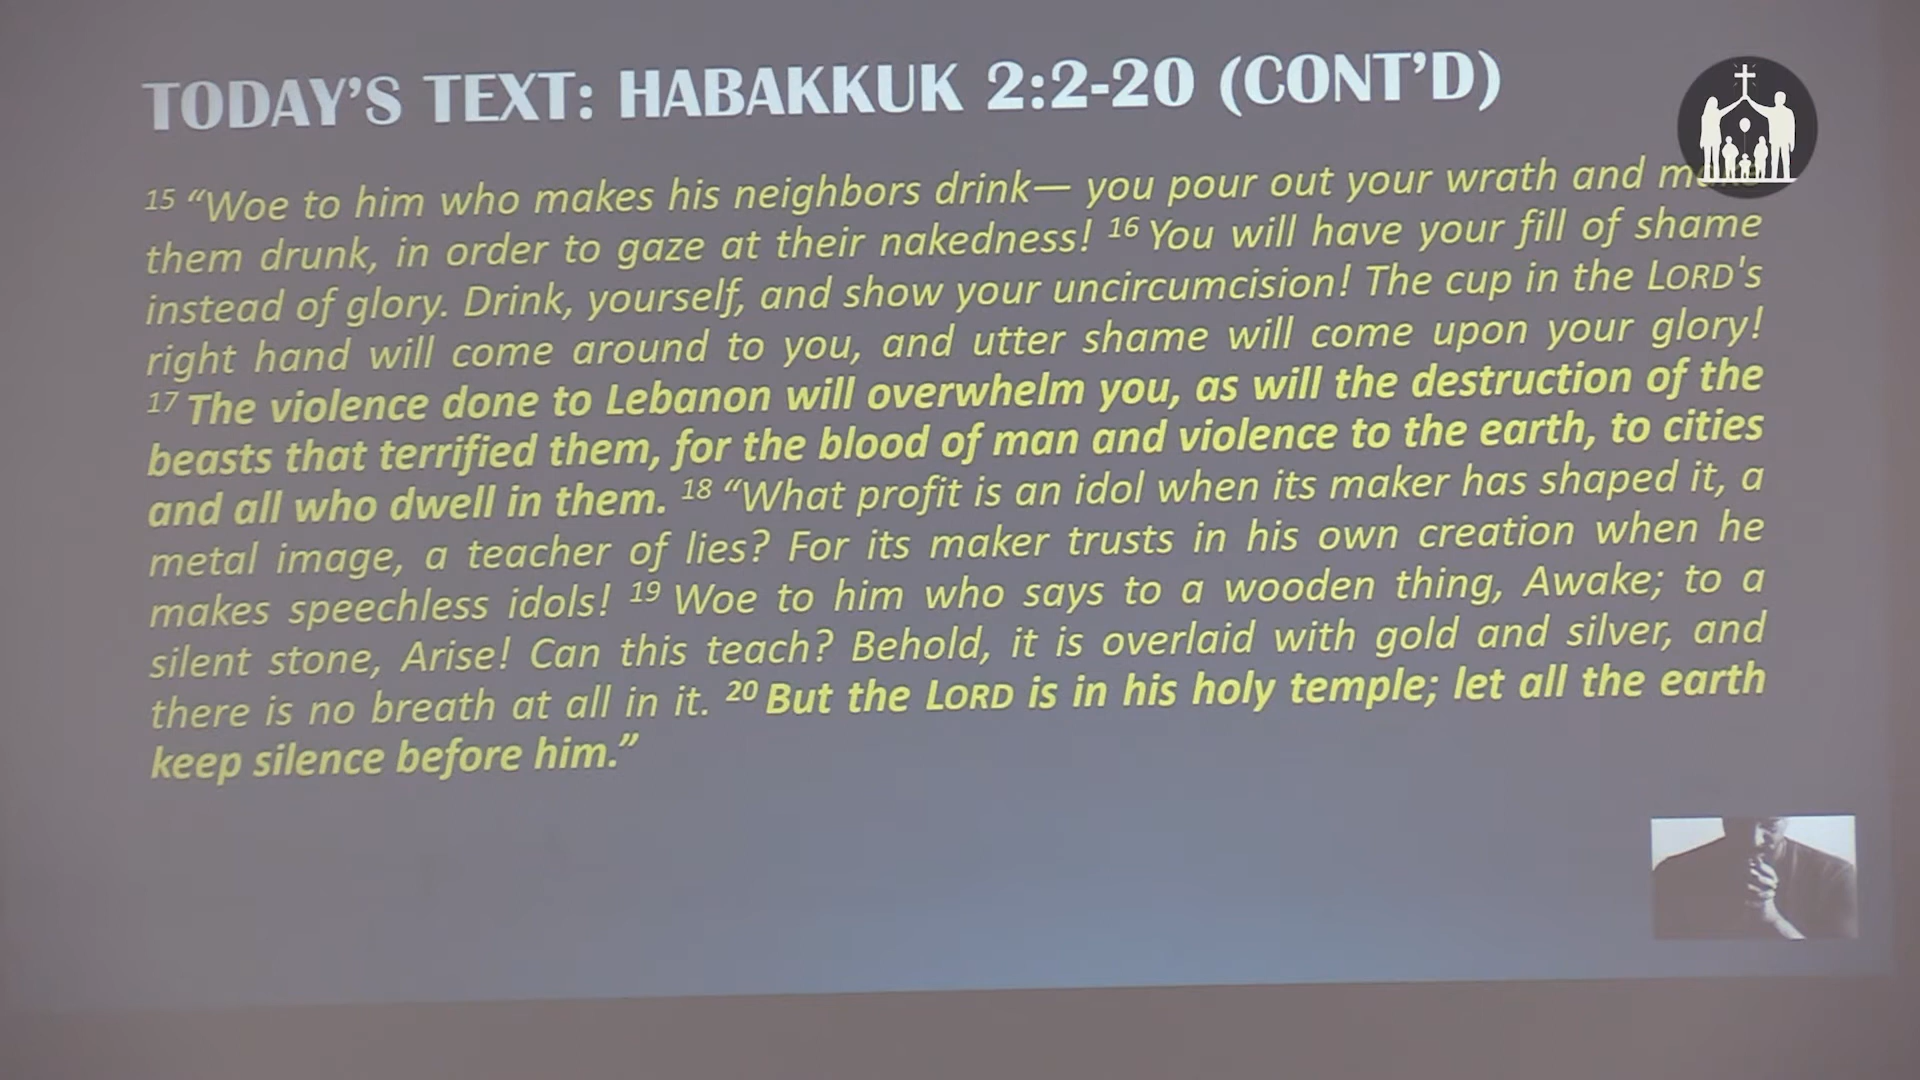 TODAY'S TEXT: HABAKKUK 2:2-20 (CONT'D)
15 “Woe to him who makes his neighbors drink— you pour out your wrath and make
them drunk, in order to gaze at their nakedness! 16 You will have your fill of shame
instead of glory. Drink, yourself, and show your uncircumcision! The cup in the LORD's
right hand will come around to you, and utter shame will come upon your glory!
17 The violence done to Lebanon will overwhelm you, as will the destruction of the
beasts that terrified them, for the blood of man and violence to the earth, to cities
and all who dwell in them. 18 “What profit is an idol when its maker has shaped it, a
metal image, a teacher of lies? For its maker trusts in his own creation when he
makes speechless idols! 19 Woe to him who says to a wooden thing, Awake; to a
silent stone, Arise! Can this teach? Behold, it is overlaid with gold and silver, and
there is no breath at all in it. 20 But the LORD is in his holy temple; let all the earth
keep silence before him.”